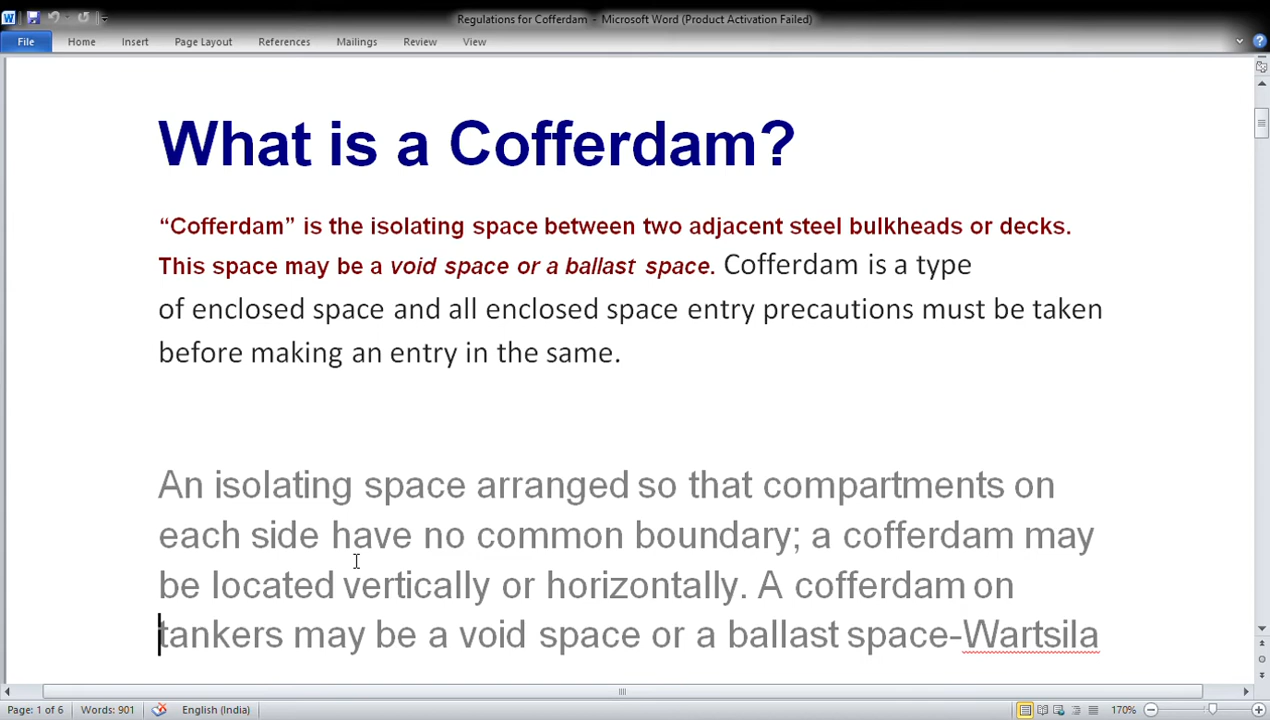 Regulations for Cofferdam - Microsoft Word (Product Activation Failed)
File Home Insert Page Layout References Mailings Review View
What is a Cofferdam?
“Cofferdam” is the isolating space between two adjacent steel bulkheads or decks.
This space may be a void space or a ballast space. Cofferdam is a type
of enclosed space and all enclosed space entry precautions must be taken
before making an entry in the same.
An isolating space arranged so that compartments on
each side have no common boundary; a cofferdam may
be located vertically or horizontally. A cofferdam on
tankers may be a void space or a ballast space-Wartsila
Page: 1 of 6 Words: 901 English (India) 170%